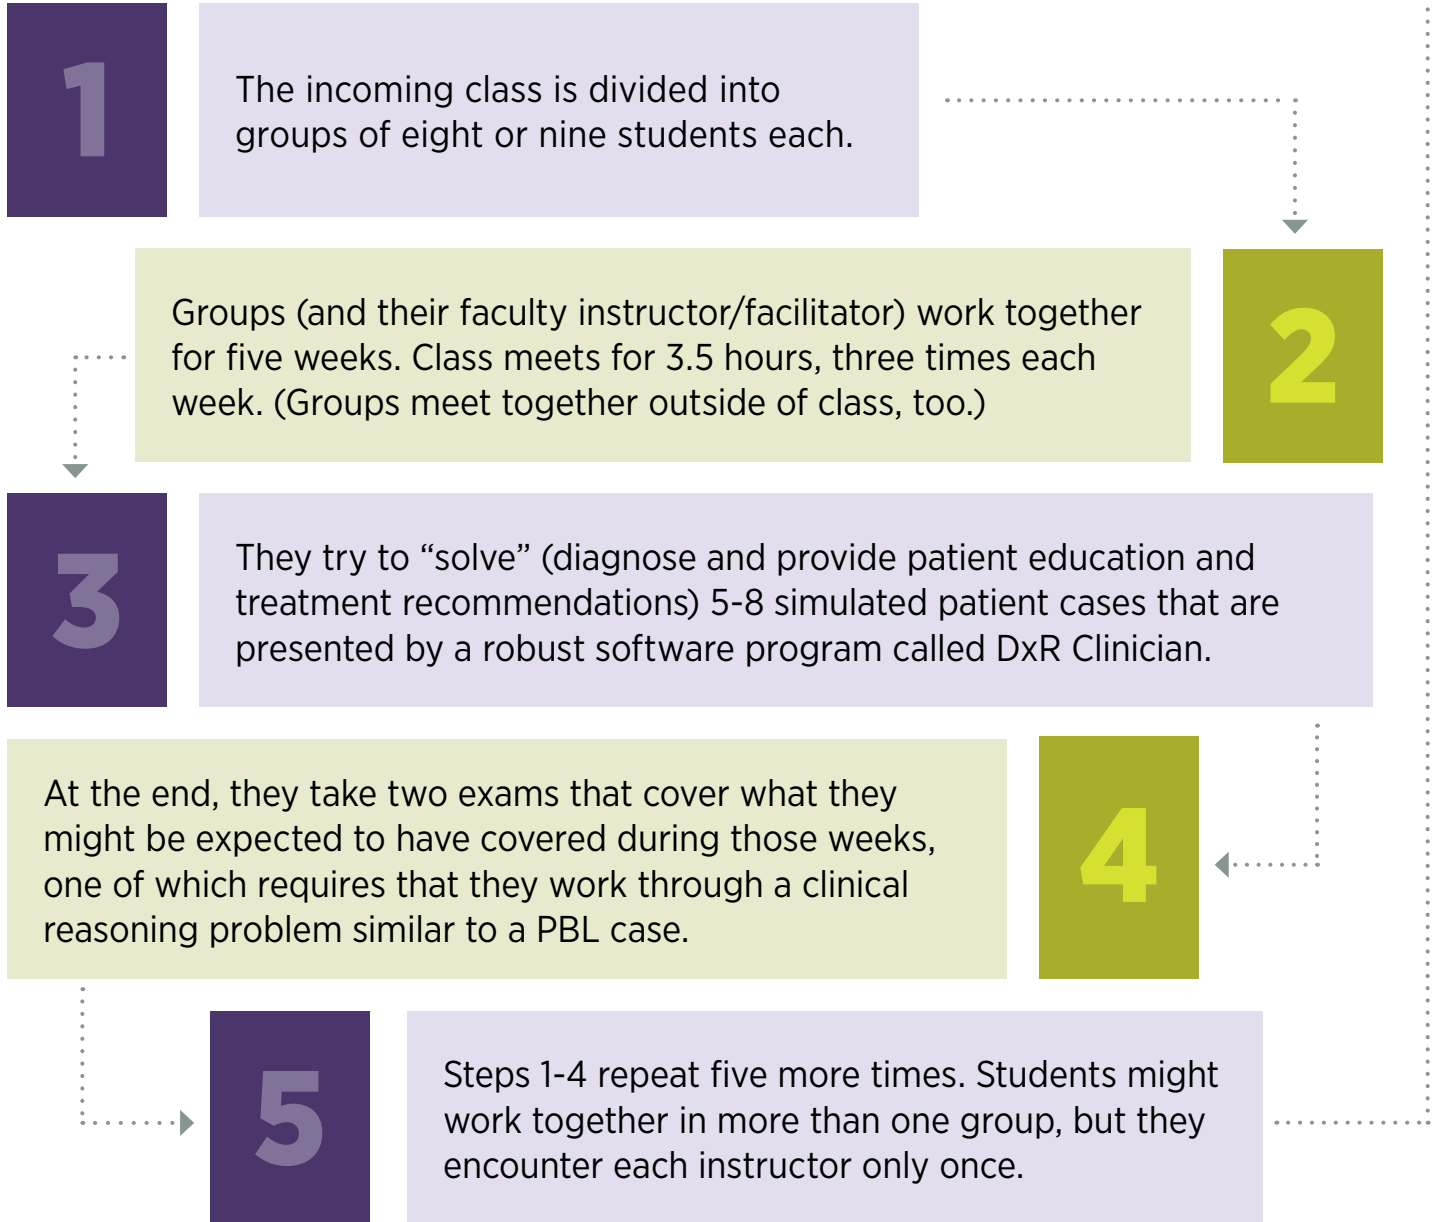 1
The incoming class is divided into
groups of eight or nine students each.
Groups (and their faculty instructor/facilitator) work together
for five weeks. Class meets for 3.5 hours, three times each
week. (Groups meet together outside of class, too.)
2
3
They try to “solve” (diagnose and provide patient education and
treatment recommendations) 5-8 simulated patient cases that are
presented by a robust software program called DxR Clinician.
At the end, they take two exams that cover what they
might be expected to have covered during those weeks,
one of which requires that they work through a clinical
reasoning problem similar to a PBL case.
4
5
Steps 1-4 repeat five more times. Students might
work together in more than one group, but they
encounter each instructor only once.